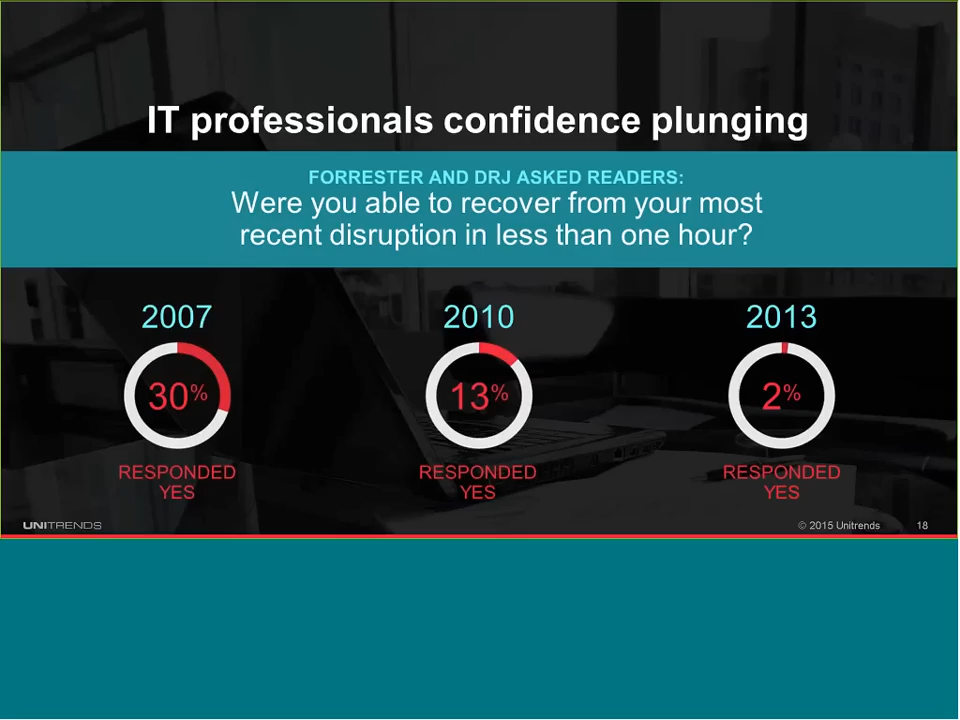 IT professionals confidence plunging
FORRESTER AND DRJ ASKED READERS:
Were you able to recover from your most
recent disruption in less than one hour?
2007
30%
RESPONDED
YES
2010
13%
RESPONDED
YES
2013
2%
RESPONDED
YES
UNITRENDS
© 2015 Unitrends
18